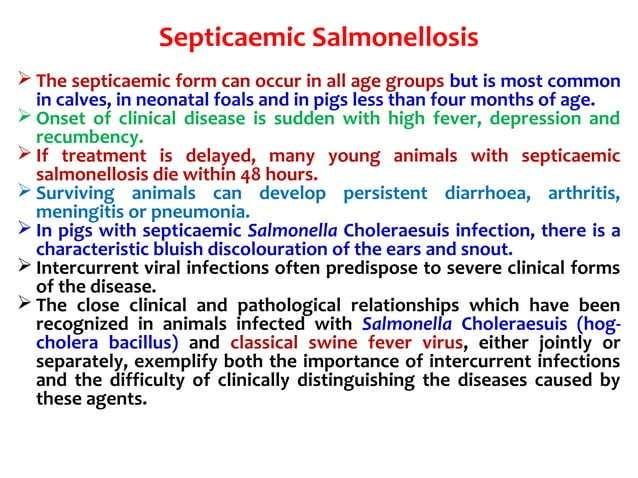 Septicaemic Salmonellosis
➢ The septicaemic form can occur in all age groups but is most common
in calves, in neonatal foals and in pigs less than four months of age.
➢ Onset of clinical disease is sudden with high fever, depression and
recumbency.
➢ If treatment is delayed, many young animals with septicaemic
salmonellosis die within 48 hours.
➢ Surviving animals can develop persistent diarrhoea, arthritis,
meningitis or pneumonia.
➢ In pigs with septicaemic Salmonella Choleraesuis infection, there is a
characteristic bluish discolouration of the ears and snout.
➢ Intercurrent viral infections often predispose to severe clinical forms
of the disease.
➢ The close clinical and pathological relationships which have been
recognized in animals infected with Salmonella Choleraesuis (hog-
cholera bacillus) and classical swine fever virus, either jointly or
separately, exemplify both the importance of intercurrent infections
and the difficulty of clinically distinguishing the diseases caused by
these agents.